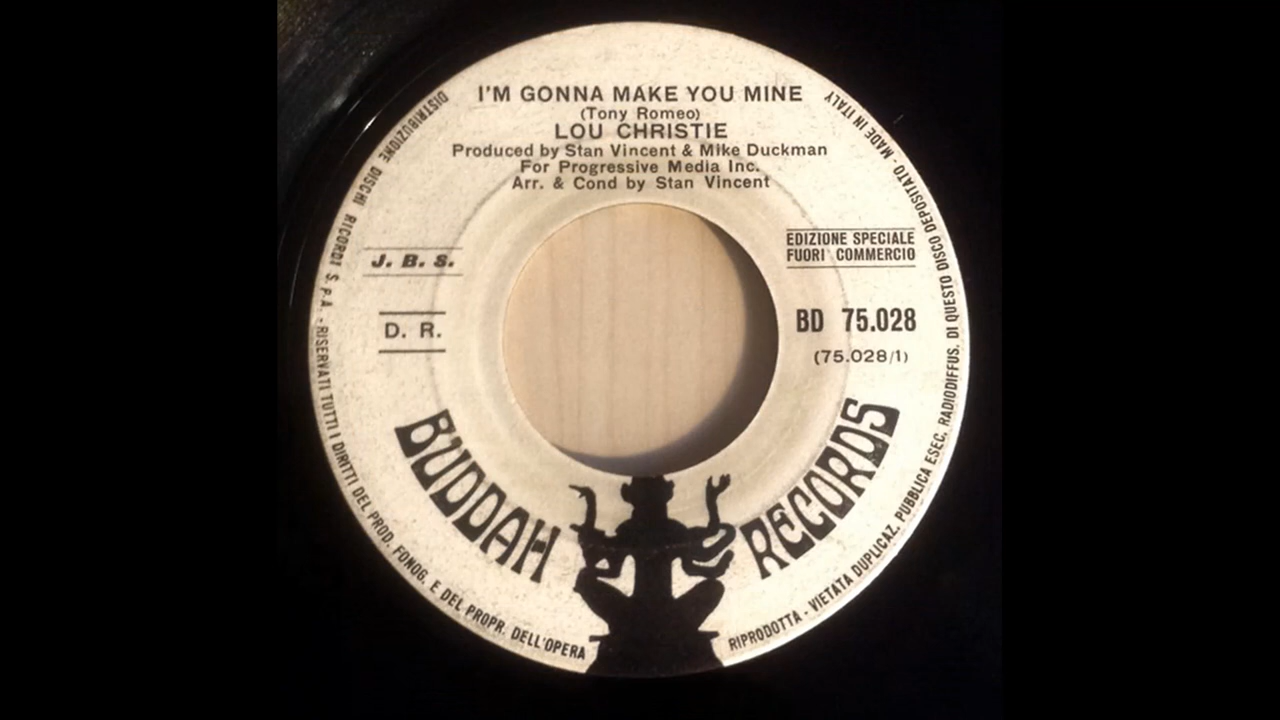 I'M GONNA MAKE YOU MINE
(Tony Romeo)
LOU CHRISTIE
Produced by Stan Vincent & Mike Duckman
For Progressive Media Inc.
Arr. & Cond by Stan Vincent
J. B. S.
D. R.
EDIZIONE SPECIALE
FUORI COMMERCIO
BD 75.028
(75.028/1)
BUDDAH RECORDS
DISTRIBUZIONE DISCHI RICORDI S.P.A. - RISERVATI TUTTI I DIRITTI DEL PROD. FONOG. E DEL PROPR. DELL'OPERA
RIPRODOTTA - VIETATA DUPLICAZ. PUBBLICA ESEC. RADIODIFFUS. DI QUESTO DISCO DEPOSITATO - MADE IN ITALY